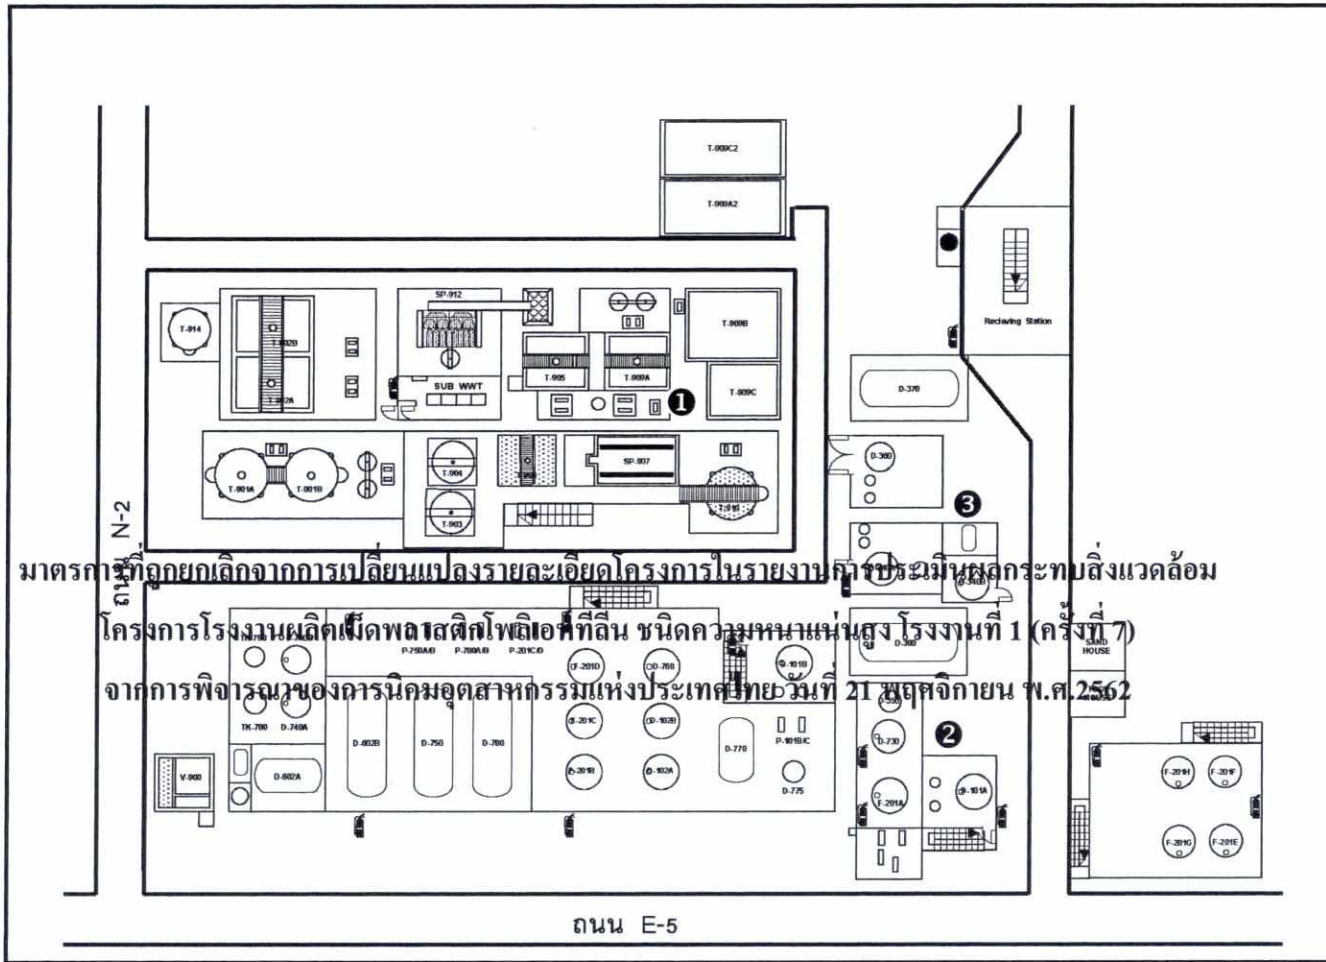 T-909C2
T-909A2
T-914
T-902B
T-902A
SP-912
SUB WWT
T-905
T-909A
T-909B
T-909C
❶
Recieving Station
D-370
T-901A
T-901B
T-904
T-903
SP-907
❸
ถนน N-2
มาตรการที่ถูกยกเลิกจากการเปลี่ยนแปลงรายละเอียดโครงการในรายงานการประเมินผลกระทบสิ่งแวดล้อม
โครงการโรงงานผลิตเม็ดพลาสติกโพลิเอททีลีน ชนิดความหนาแน่นสูง โรงงานที่ 1 (ครั้งที่ 7)
จากการพิจารณาของการนิคมอุตสาหกรรมแห่งประเทศไทย วันที่ 21 พฤศจิกายน พ.ศ.2562
P-750A/B
P-780A/B
P-201C/D
F-201D
D-760
D-101B
D-380
SAND
HOUSE
TK-700
D-740A
D-602B
D-750
D-780
F-201C
D-102B
F-201B
D-102A
D-770
P-101B/C
D-775
D-730
❷
F-201A
D-101A
V-900
D-602A
F-201H
F-201F
F-201G
F-201E
ถนน E-5